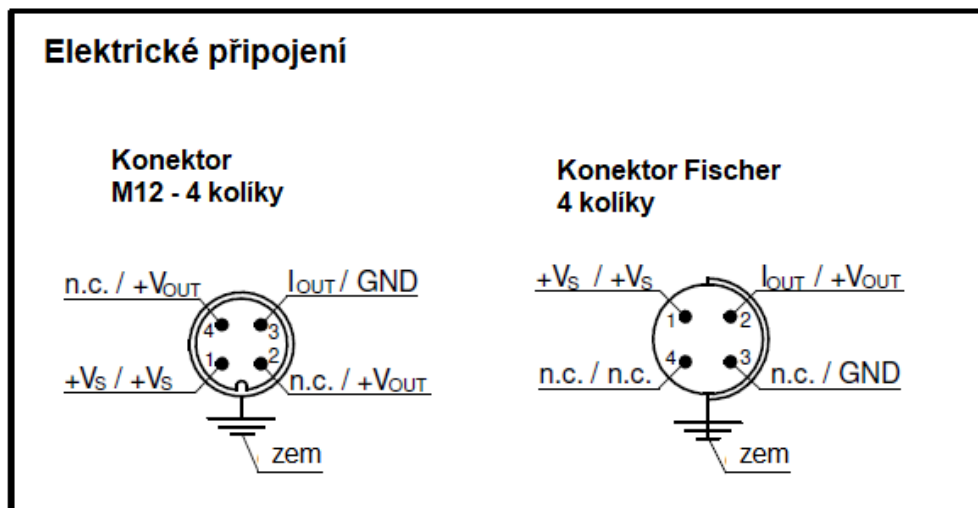 Elektrické připojení
Konektor
M12 - 4 kolíky
n.c. / +VOUT
IOUT / GND
4
3
1
2
+VS / +VS
n.c. / +VOUT
zem
Konektor Fischer
4 kolíky
+VS / +VS
IOUT / +VOUT
1
2
4
3
n.c. / n.c.
n.c. / GND
zem